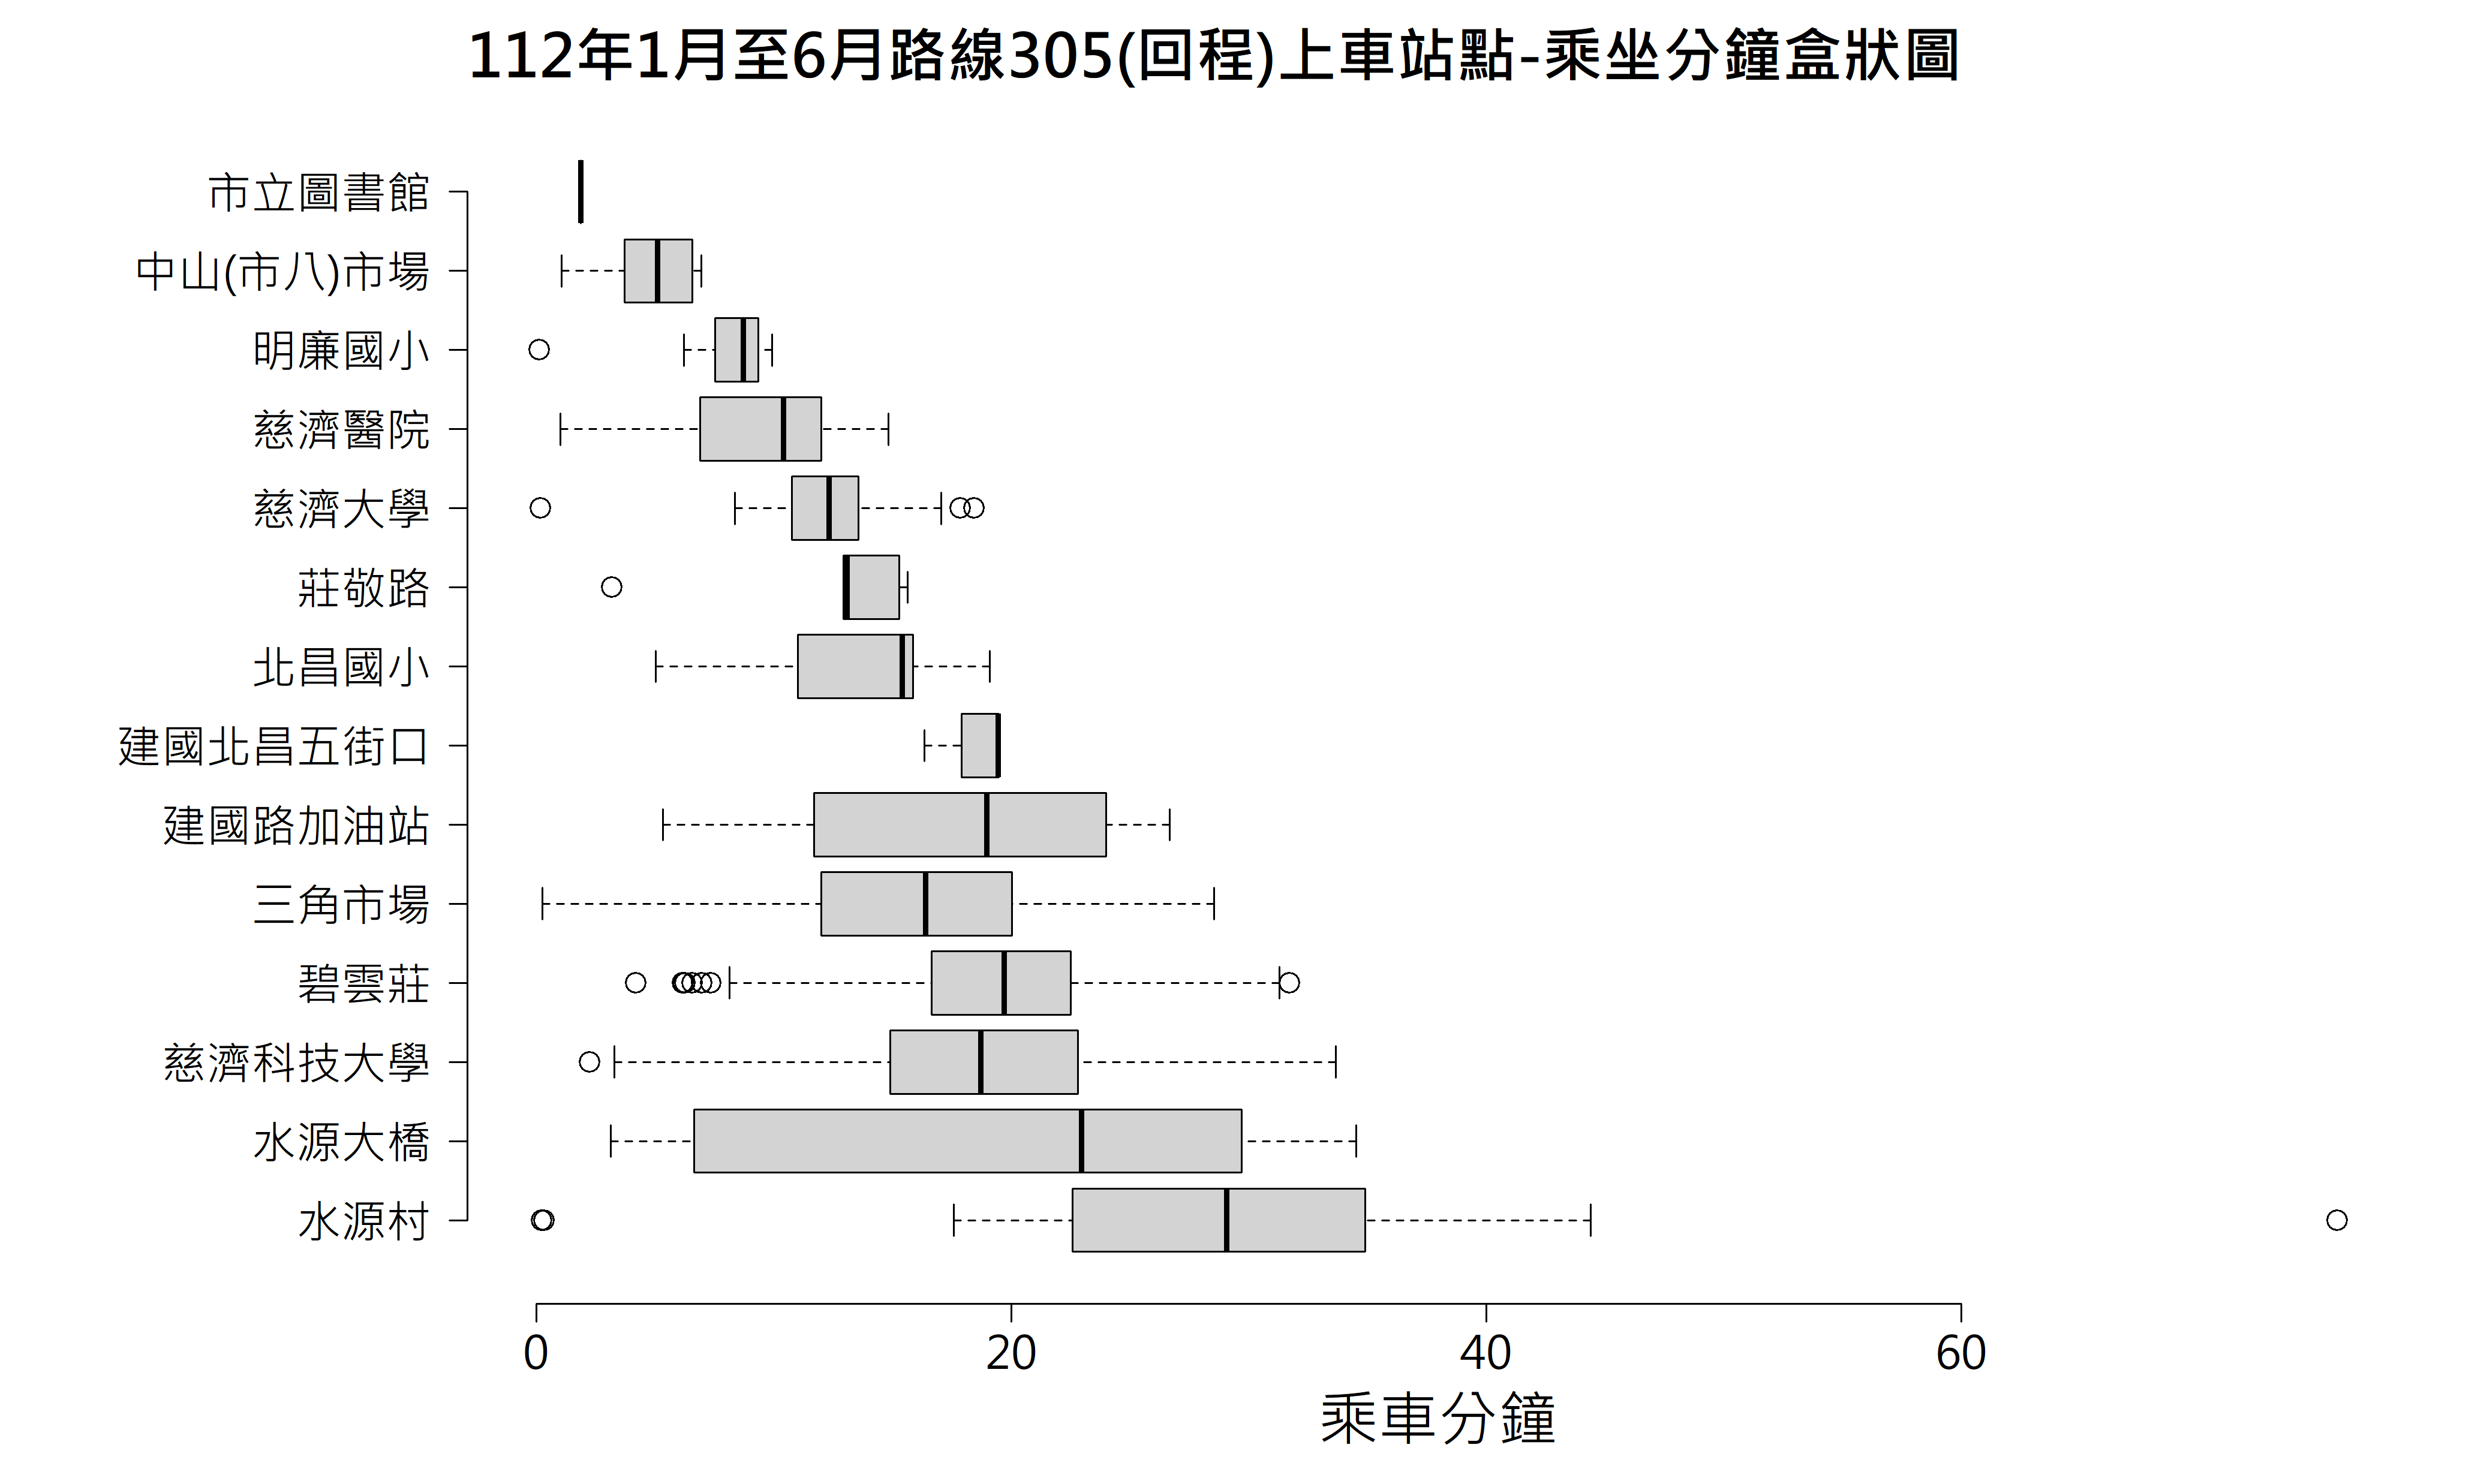 112年1月至6月路線305(回程)上車站點-乘坐分鐘盒狀圖
市立圖書館
中山(市八)市場
明廉國小
慈濟醫院
慈濟大學
莊敬路
北昌國小
建國北昌五街口
建國路加油站
三角市場
碧雲莊
慈濟科技大學
水源大橋
水源村
0 20 40 60
乘車分鐘